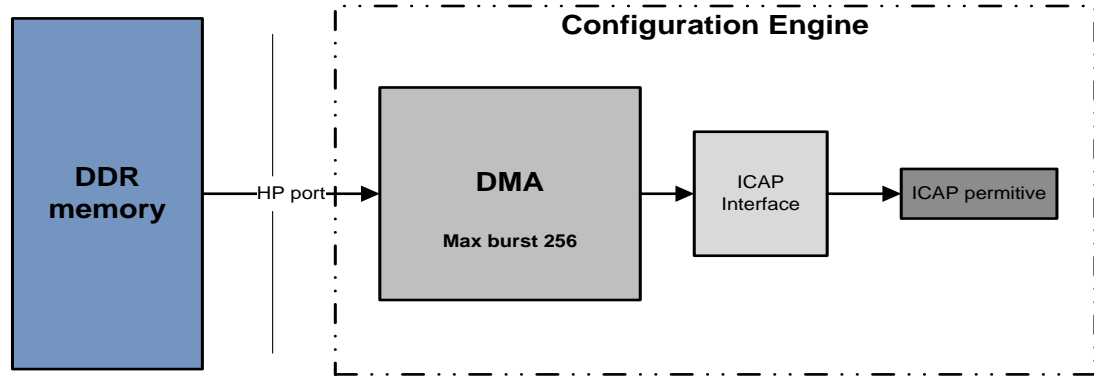 Configuration Engine
DDR
memory
HP port
DMA
Max burst 256
ICAP
Interface
ICAP permitive